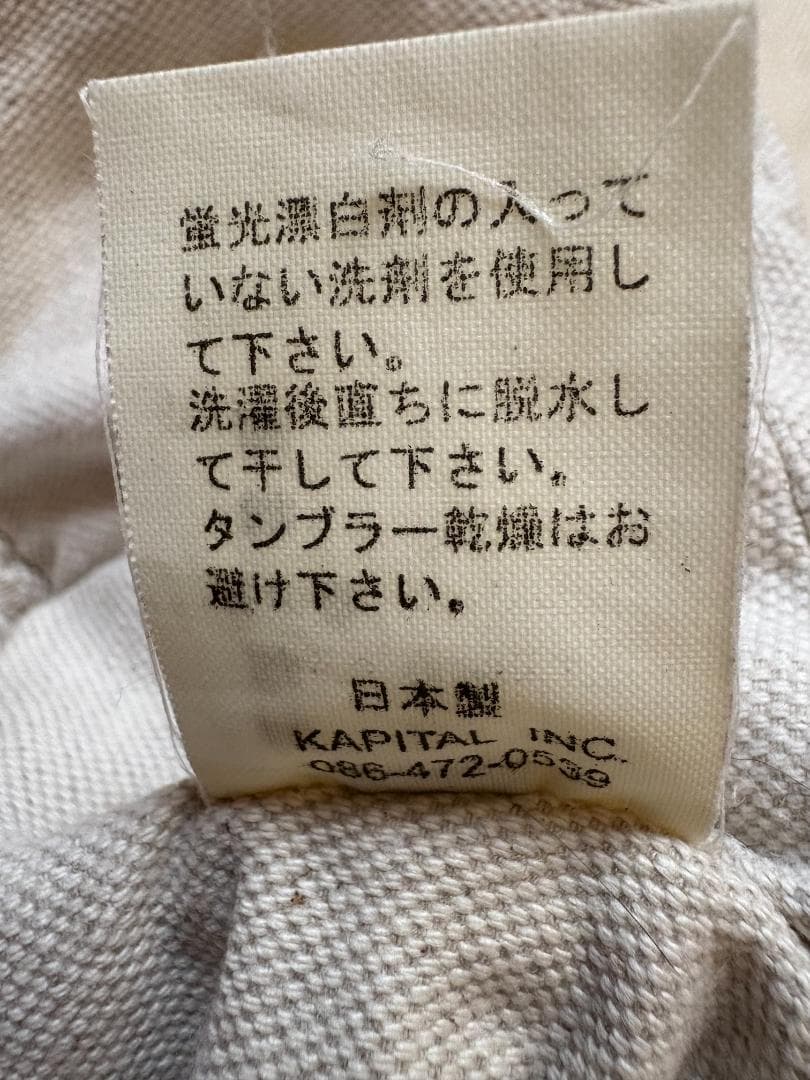 蛍光漂白剤の入って
いない洗剤を使用し
て下さい。
洗濯後直ちに脱水し
て干して下さい。
タンブラー乾燥はお
避け下さい。
日本製
KAPITAL INC.
086-472-0539